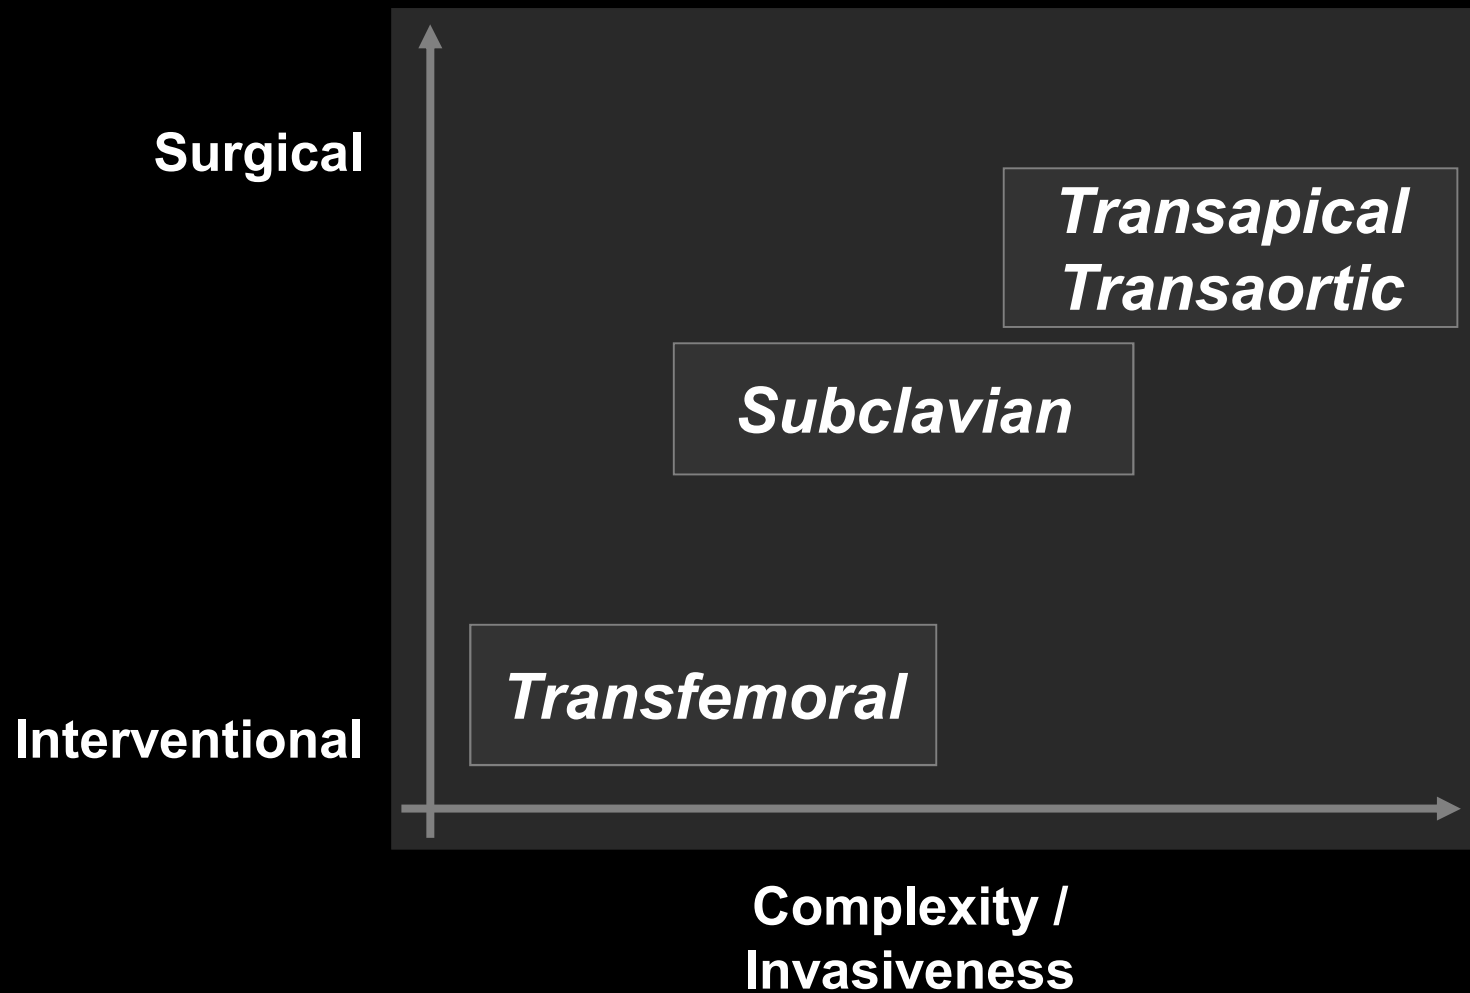 Surgical
Transapical
Transaortic
Subclavian
Transfemoral
Interventional
Complexity /
Invasiveness